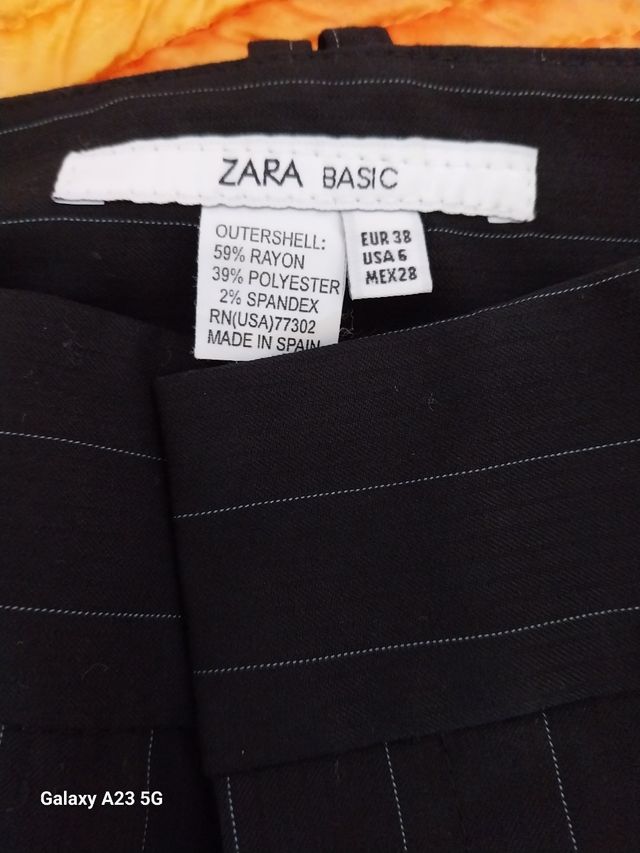 ZARA BASIC
OUTERSHELL:
59% RAYON
39% POLYESTER
2% SPANDEX
RN(USA)77302
MADE IN SPAIN
EUR 38
USA 6
MEX28
Galaxy A23 5G